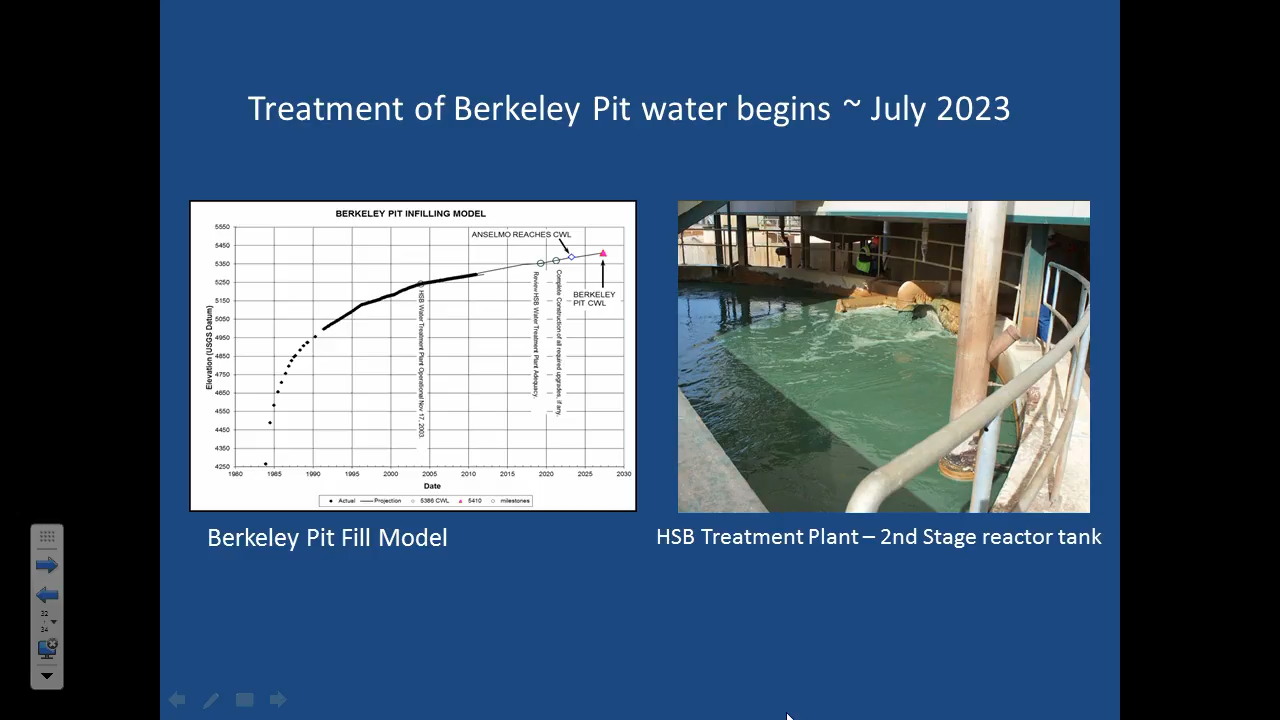 Treatment of Berkeley Pit water begins ~ July 2023
BERKELEY PIT INFILLING MODEL
ANSELMO REACHES CWL
BERKELEY
PIT CWL
HSB Water Treatment Plant Operational Nov 17, 2003.
Review HSB Water Treatment Plant Adequacy.
Complete Construction of all required upgrades, if any.
Elevation (USGS Datum)
5550
5450
5350
5250
5150
5050
4950
4850
4750
4650
4550
4450
4350
4250
1980 1985 1990 1995 2000 2005 2010 2015 2020 2025 2030
Date
Actual Projection 5386 CWL 5410 milestones
Berkeley Pit Fill Model
HSB Treatment Plant – 2nd Stage reactor tank
32
34